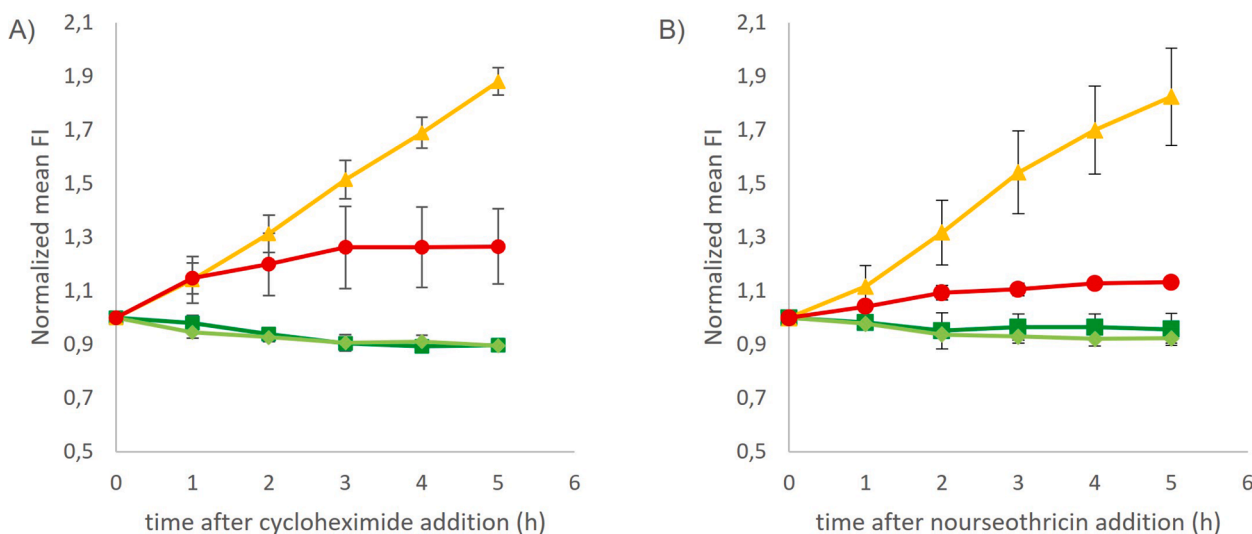 A)
Normalized mean FI
2,1
1,9
1,7
1,5
1,3
1,1
0,9
0,7
0,5
0 1 2 3 4 5 6
time after cycloheximide addition (h)
B)
Normalized mean FI
2,1
1,9
1,7
1,5
1,3
1,1
0,9
0,7
0,5
0 1 2 3 4 5 6
time after nourseothricin addition (h)